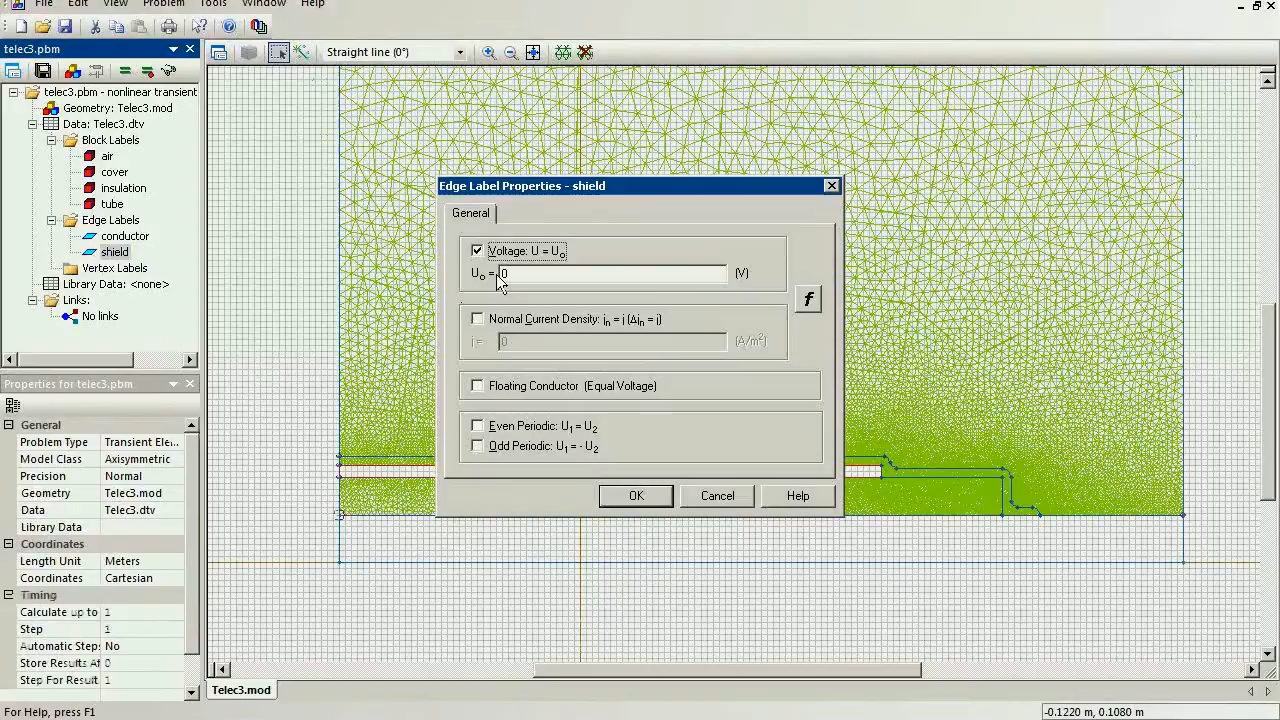 File Edit View Problem Tools Window Help
telec3.pbm
Straight line (0°)
telec3.pbm - nonlinear transient
Geometry: Telec3.mod
Data: Telec3.dtv
Block Labels
air
cover
insulation
tube
Edge Labels
conductor
shield
Vertex Labels
Library Data: <none>
Links:
No links
Properties for telec3.pbm
General
Problem Type Transient Ele...
Model Class Axisymmetric
Precision Normal
Geometry Telec3.mod
Data Telec3.dtv
Library Data
Coordinates
Length Unit Meters
Coordinates Cartesian
Timing
Calculate up to 1
Step 1
Automatic Step: No
Store Results At 0
Step For Result 1
Edge Label Properties - shield
General
Voltage: U = U₀
U₀ = 0 (V)
f
Normal Current Density: jₙ = j (Δjₙ = j)
j = 0 (A/m²)
Floating Conductor (Equal Voltage)
Even Periodic: U₁ = U₂
Odd Periodic: U₁ = - U₂
OK Cancel Help
Telec3.mod
For Help, press F1
-0.1220 m, 0.1080 m